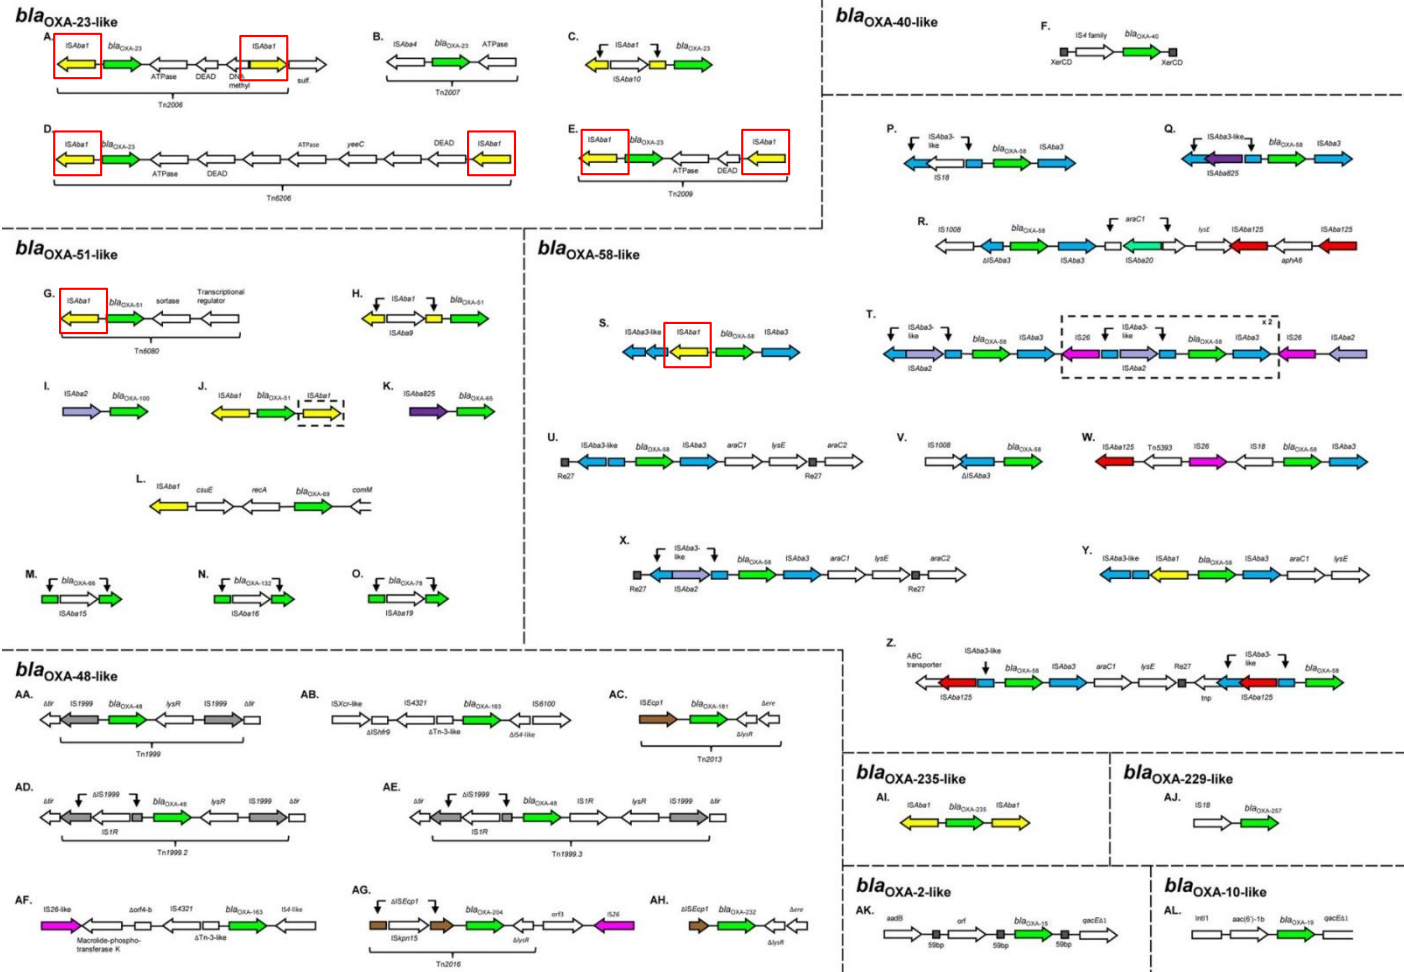 blaOXA-23-like
A.
ISAba1
blaOXA-23
ISAba1
ATPase
DEAD
DNA
methyl
sulf.
Tn2006
B.
ISAba4
blaOXA-23
ATPase
Tn2007
C.
ISAba1
blaOXA-23
ISAba10
D.
ISAba1
blaOXA-23
ATPase
yeeC
DEAD
ISAba1
ATPase
DEAD
Tn6206
E.
ISAba1
blaOXA-23
ISAba1
ATPase
DEAD
Tn2009
blaOXA-40-like
F.
IS4 family
blaOXA-40
XerCD
XerCD
blaOXA-51-like
G.
ISAba1
blaOXA-51
sortase
Transcriptional
regulator
Tn6080
H.
ISAba1
blaOXA-51
ISAba9
I.
ISAba2
blaOXA-100
J.
ISAba1
blaOXA-51
ISAba1
K.
ISAba825
blaOXA-65
L.
ISAba1
csuE
recA
blaOXA-69
comM
M.
blaOXA-66
ISAba15
N.
blaOXA-132
ISAba16
O.
blaOXA-79
ISAba19
blaOXA-58-like
P.
ISAba3-
like
blaOXA-58
ISAba3
IS18
Q.
ISAba3-like
blaOXA-58
ISAba3
ISAba825
R.
IS1008
blaOXA-58
araC1
lysE
ISAba125
ISAba125
ΔISAba3
ISAba3
ISAba20
aphA6
S.
ISAba3-like
ISAba1
blaOXA-58
ISAba3
T.
ISAba3-
like
blaOXA-58
ISAba3
IS26
ISAba3-
like
blaOXA-58
ISAba3
x 2
IS26
ISAba2
ISAba2
ISAba2
U.
ISAba3-like
blaOXA-58
ISAba3
araC1
lysE
araC2
Re27
Re27
V.
IS1008
blaOXA-58
ΔISAba3
W.
ISAba125
Tn5393
IS26
IS18
blaOXA-58
ISAba3
X.
ISAba3-
like
blaOXA-58
ISAba3
araC1
lysE
araC2
Re27
ISAba2
Re27
Y.
ISAba3-like
ISAba1
blaOXA-58
ISAba3
araC1
lysE
Z.
ABC
transporter
ISAba3-like
blaOXA-58
ISAba3
araC1
lysE
Re27
ISAba3-
like
blaOXA-58
ISAba125
tnp
ISAba125
blaOXA-48-like
AA.
Δtir
IS1999
blaOXA-48
lysR
IS1999
Δtir
Tn1999
AB.
ISXcr-like
IS4321
blaOXA-163
IS6100
ΔIShfr9
ΔTn-3-like
ΔIS4-like
AC.
ISEcp1
blaOXA-181
Δere
ΔlysR
Tn2013
AD.
Δtir
ΔIS1999
blaOXA-48
lysR
IS1999
Δtir
IS1R
Tn1999.2
AE.
Δtir
ΔIS1999
blaOXA-48
IS1R
lysR
IS1999
Δtir
IS1R
Tn1999.3
AF.
IS26-like
Δorf4-b
IS4321
blaOXA-163
IS4-like
Macrolide-phospho-
transferase K
ΔTn-3-like
AG.
ΔISEcp1
blaOXA-204
orf3
IS26
ISkpn15
ΔlysR
Tn2016
AH.
ΔISEcp1
blaOXA-232
Δere
ΔlysR
blaOXA-235-like
AI.
ISAba1
blaOXA-235
ISAba1
blaOXA-229-like
AJ.
IS18
blaOXA-257
blaOXA-2-like
AK.
aadB
orf
blaOXA-15
qacEΔ1
59bp
59bp
59bp
blaOXA-10-like
AL.
IntI1
aac(6')-1b
blaOXA-19
qacEΔ1